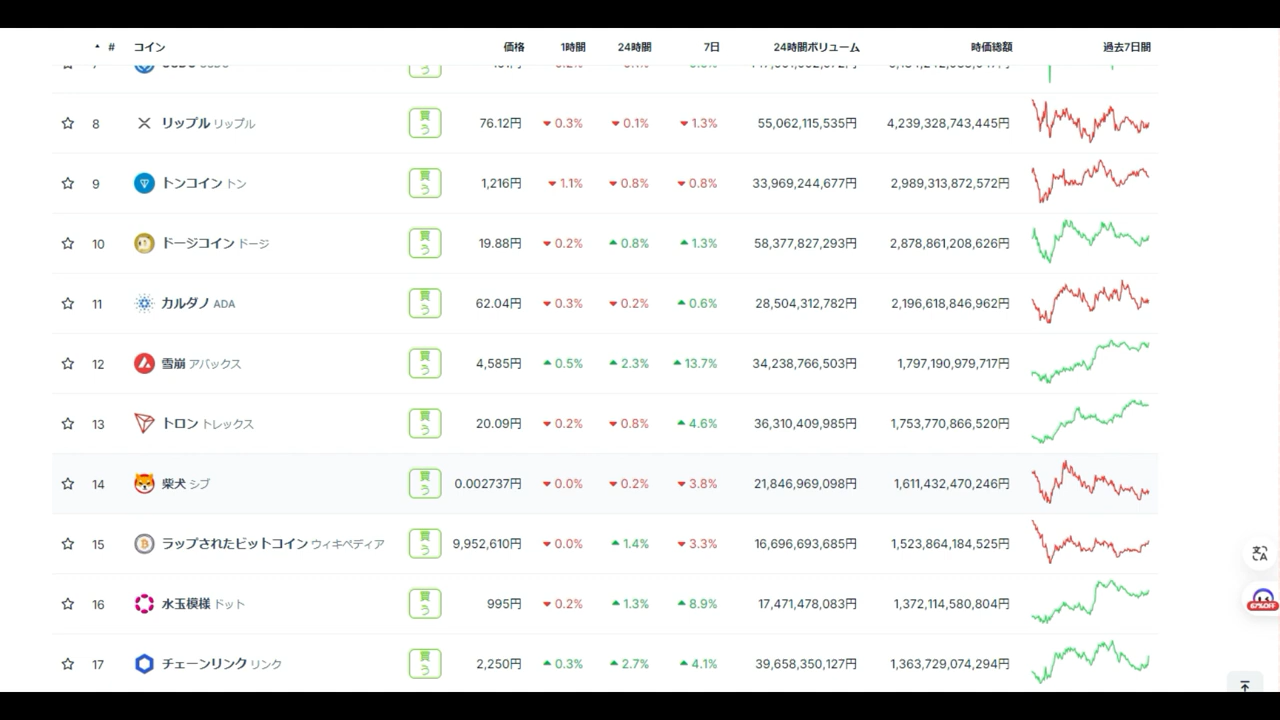 # コイン 価格 1時間 24時間 7日 24時間ボリューム 時価総額 過去7日間
8 リップル リップル 買う 76.12円 0.3% 0.1% 1.3% 55,062,115,535円 4,239,328,743,445円
9 トンコイン トン 買う 1,216円 1.1% 0.8% 0.8% 33,969,244,677円 2,989,313,872,572円
10 ドージコイン ドージ 買う 19.88円 0.2% 0.8% 1.3% 58,377,827,293円 2,878,861,208,626円
11 カルダノ ADA 買う 62.04円 0.3% 0.2% 0.6% 28,504,312,782円 2,196,618,846,962円
12 雪崩 アバックス 買う 4,585円 0.5% 2.3% 13.7% 34,238,766,503円 1,797,190,979,717円
13 トロン トレックス 買う 20.09円 0.2% 0.8% 4.6% 36,310,409,985円 1,753,770,866,520円
14 柴犬 シブ 買う 0.002737円 0.0% 0.2% 3.8% 21,846,969,098円 1,611,432,470,246円
15 ラップされたビットコイン ウィキペディア 買う 9,952,610円 0.0% 1.4% 3.3% 16,696,693,685円 1,523,864,184,525円
16 水玉模様 ドット 買う 995円 0.2% 1.3% 8.9% 17,471,478,083円 1,372,114,580,804円
17 チェーンリンク リンク 買う 2,250円 0.3% 2.7% 4.1% 39,658,350,127円 1,363,729,074,294円
67%OFF